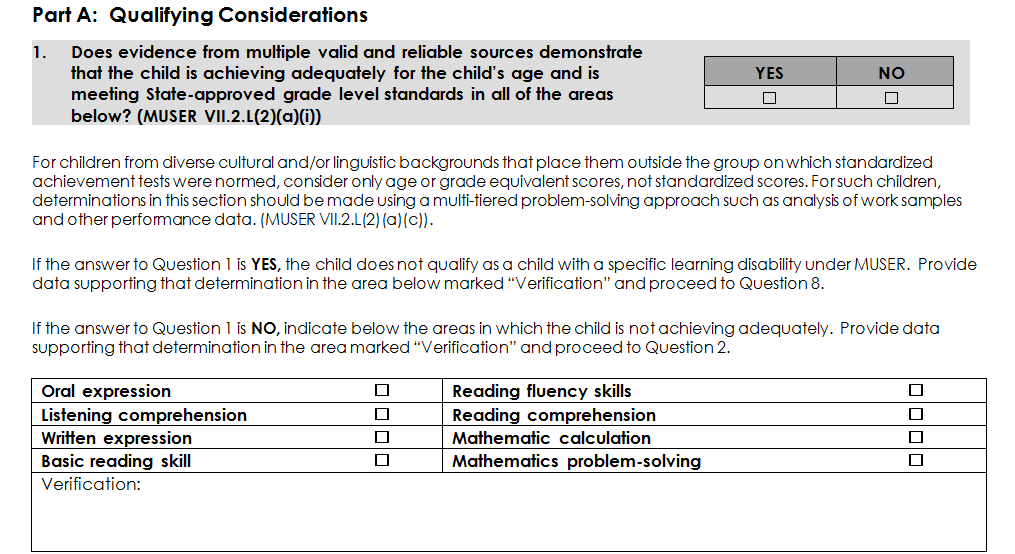 Part A:  Qualifying Considerations
1. Does evidence from multiple valid and reliable sources demonstrate
that the child is achieving adequately for the child's age and is
meeting State-approved grade level standards in all of the areas
below? (MUSER VII.2.L(2)(a)(i))
YES NO
☐ ☐
For children from diverse cultural and/or linguistic backgrounds that place them outside the group on which standardized
achievement tests were normed, consider only age or grade equivalent scores, not standardized scores. For such children,
determinations in this section should be made using a multi-tiered problem-solving approach such as analysis of work samples
and other performance data. (MUSER VII.2.L(2)(a)(c)).
If the answer to Question 1 is YES, the child does not qualify as a child with a specific learning disability under MUSER.  Provide
data supporting that determination in the area below marked "Verification" and proceed to Question 8.
If the answer to Question 1 is NO, indicate below the areas in which the child is not achieving adequately.  Provide data
supporting that determination in the area marked "Verification" and proceed to Question 2.
Oral expression ☐ Reading fluency skills ☐
Listening comprehension ☐ Reading comprehension ☐
Written expression ☐ Mathematic calculation ☐
Basic reading skill ☐ Mathematics problem-solving ☐
Verification: